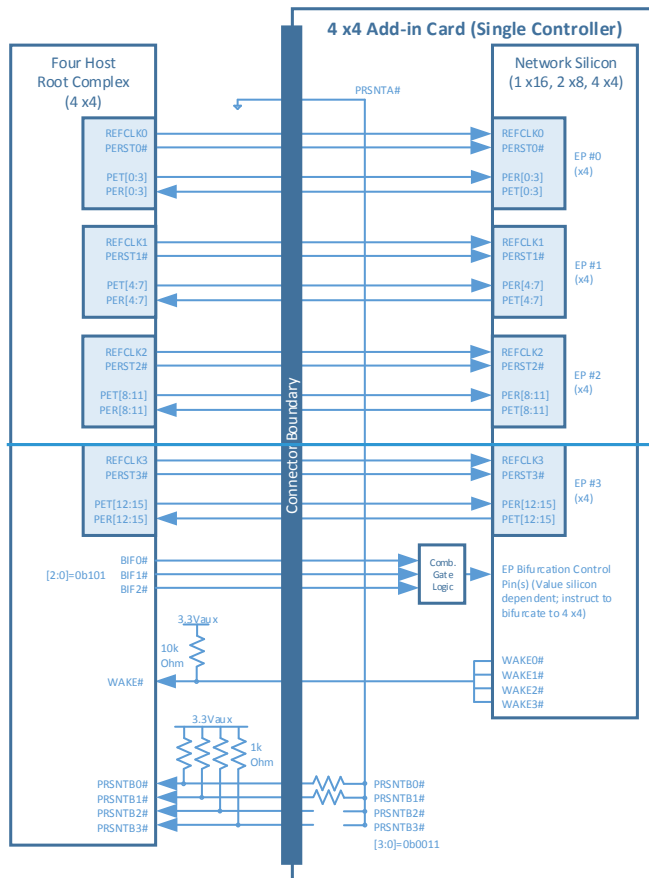 4 x4 Add-in Card (Single Controller)
Four Host
Root Complex
(4 x4)
Network Silicon
(1 x16, 2 x8, 4 x4)
PRSNTA#
REFCLK0
PERST0#
PET[0:3]
PER[0:3]
REFCLK0
PERST0#
PER[0:3]
PET[0:3]
EP #0
(x4)
REFCLK1
PERST1#
PET[4:7]
PER[4:7]
REFCLK1
PERST1#
PER[4:7]
PET[4:7]
EP #1
(x4)
REFCLK2
PERST2#
PET[8:11]
PER[8:11]
REFCLK2
PERST2#
PER[8:11]
PET[8:11]
EP #2
(x4)
Connector Boundary
REFCLK3
PERST3#
PET[12:15]
PER[12:15]
REFCLK3
PERST3#
PER[12:15]
PET[12:15]
EP #3
(x4)
[2:0]=0b101
BIF0#
BIF1#
BIF2#
Comb.
Gate
Logic
EP Bifurcation Control
Pin(s) (Value silicon
dependent; instruct to
bifurcate to 4 x4)
3.3Vaux
10k
Ohm
WAKE#
WAKE0#
WAKE1#
WAKE2#
WAKE3#
3.3Vaux
1k
Ohm
PRSNTB0#
PRSNTB1#
PRSNTB2#
PRSNTB3#
PRSNTB0#
PRSNTB1#
PRSNTB2#
PRSNTB3#
[3:0]=0b0011